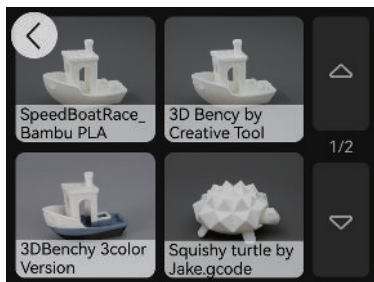 SpeedBoatRace_
Bambu PLA
3D Bency by
Creative Tool
1/2
3DBenchy 3color
Version
Squishy turtle by
Jake.gcode